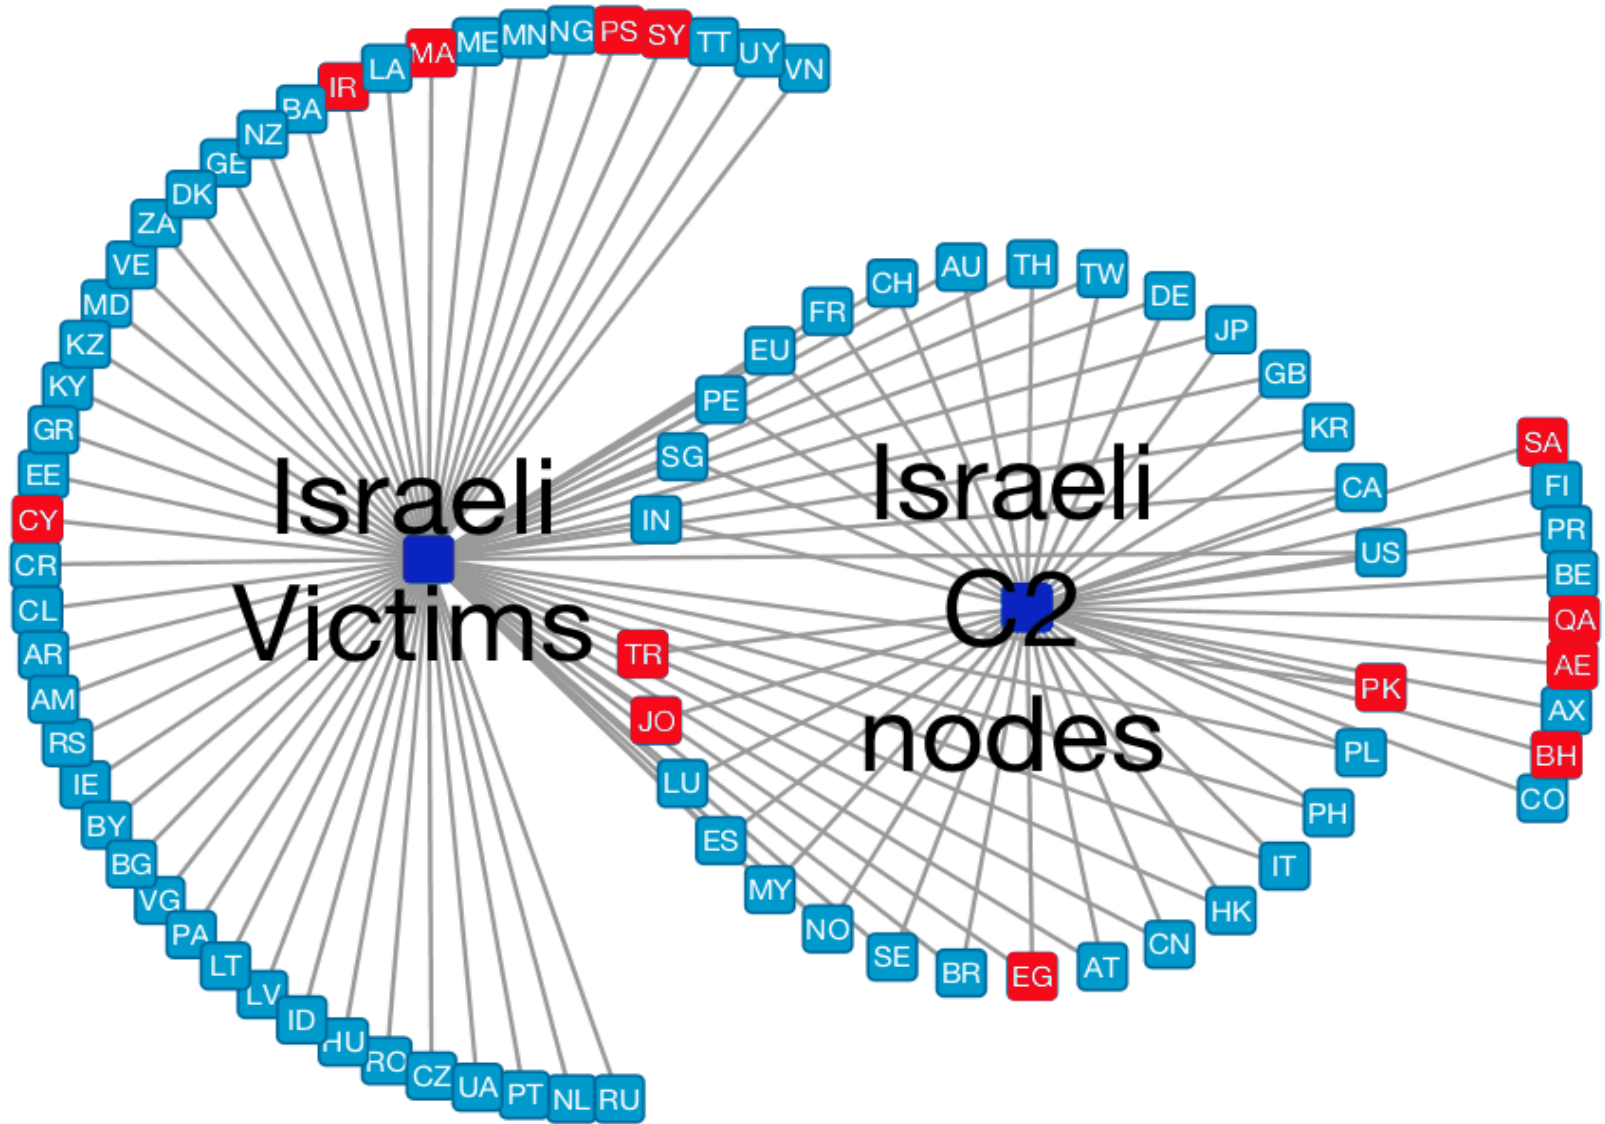 MA
ME
MN
NG
PS
SY
TT
UY
VN
LA
IR
BA
NZ
GE
DK
ZA
VE
MD
KZ
KY
GR
EE
CY
CR
CL
AR
AM
RS
IE
BY
BG
VG
PA
LT
LV
ID
HU
RO
CZ
UA
PT
NL
RU
Israeli
Victims
IN
SG
PE
EU
FR
CH
AU
TH
TW
DE
JP
GB
KR
CA
US
Israeli
C2
nodes
TR
JO
LU
ES
MY
NO
SE
BR
EG
AT
CN
HK
IT
PH
PL
PK
SA
FI
PR
BE
QA
AE
AX
BH
CO